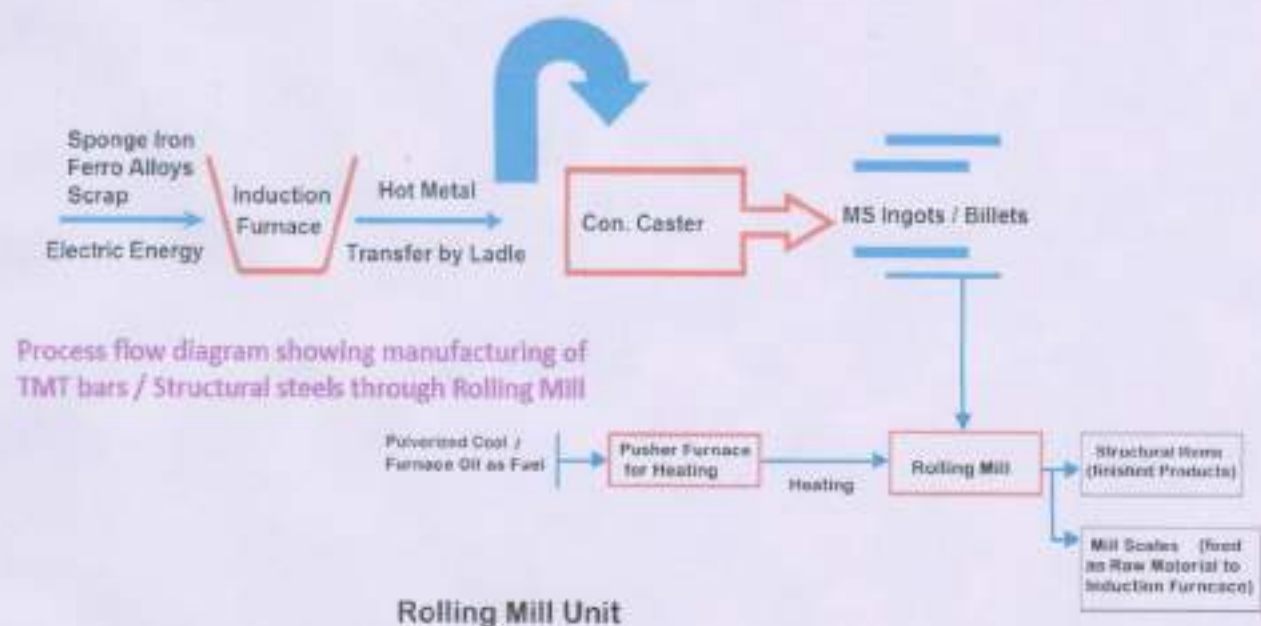 Sponge Iron
Ferro Alloys
Scrap
Electric Energy
Induction
Furnace
Hot Metal
Transfer by Ladle
Con. Caster
MS Ingots / Billets
Process flow diagram showing manufacturing of
TMT bars / Structural steels through Rolling Mill
Pulverized Cool /
Furnace Oil as Fuel
Pusher Furnace
for Heating
Heating
Rolling Mill
Structural Items
(finished Products)
Mill Scales (feed
as Raw Material to
Induction Furncace)
Rolling Mill Unit